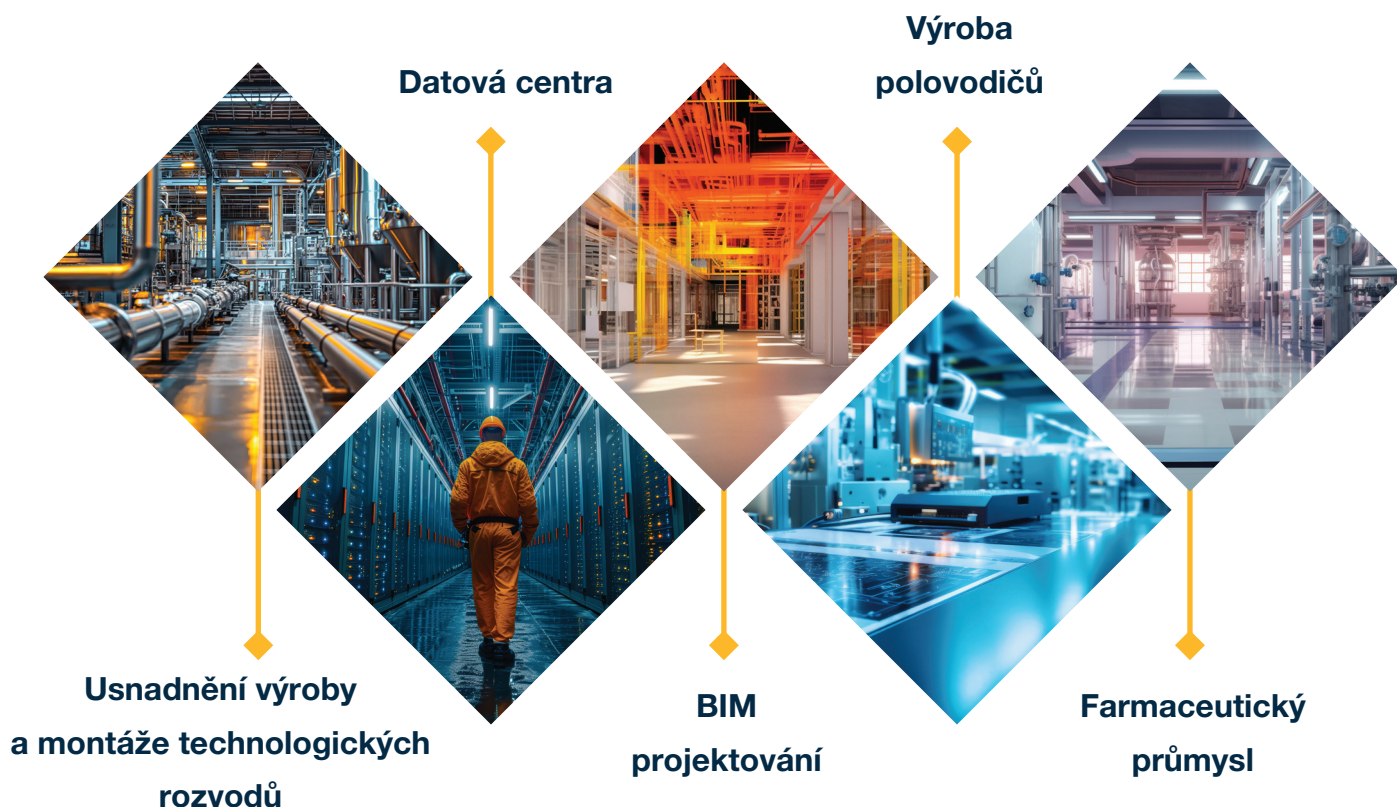 Datová centra
Výroba
polovodičů
Usnadnění výroby
a montáže technologických
rozvodů
BIM
projektování
Farmaceutický
průmysl